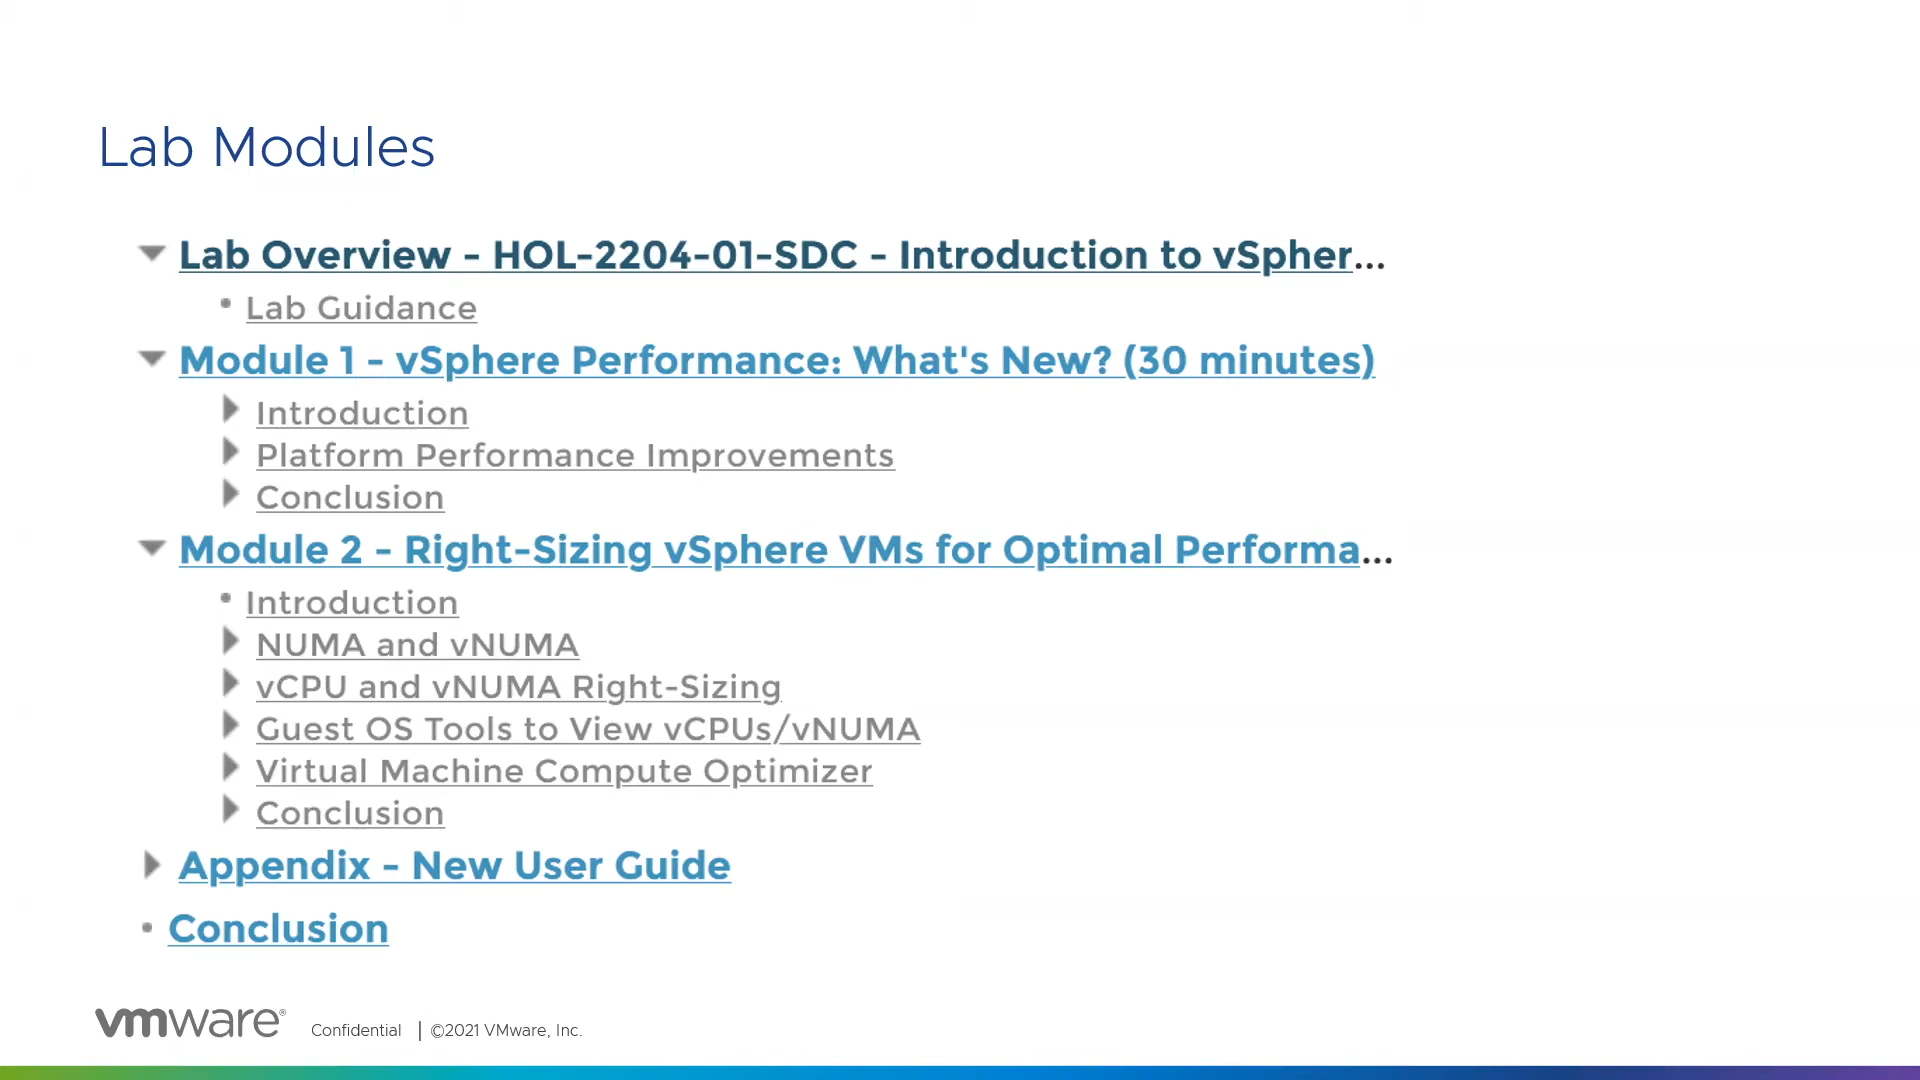 Lab Modules
Lab Overview - HOL-2204-01-SDC - Introduction to vSpher...
Lab Guidance
Module 1 - vSphere Performance: What's New? (30 minutes)
Introduction
Platform Performance Improvements
Conclusion
Module 2 - Right-Sizing vSphere VMs for Optimal Performa...
Introduction
NUMA and vNUMA
vCPU and vNUMA Right-Sizing
Guest OS Tools to View vCPUs/vNUMA
Virtual Machine Compute Optimizer
Conclusion
Appendix - New User Guide
Conclusion
vmware® Confidential | ©2021 VMware, Inc.